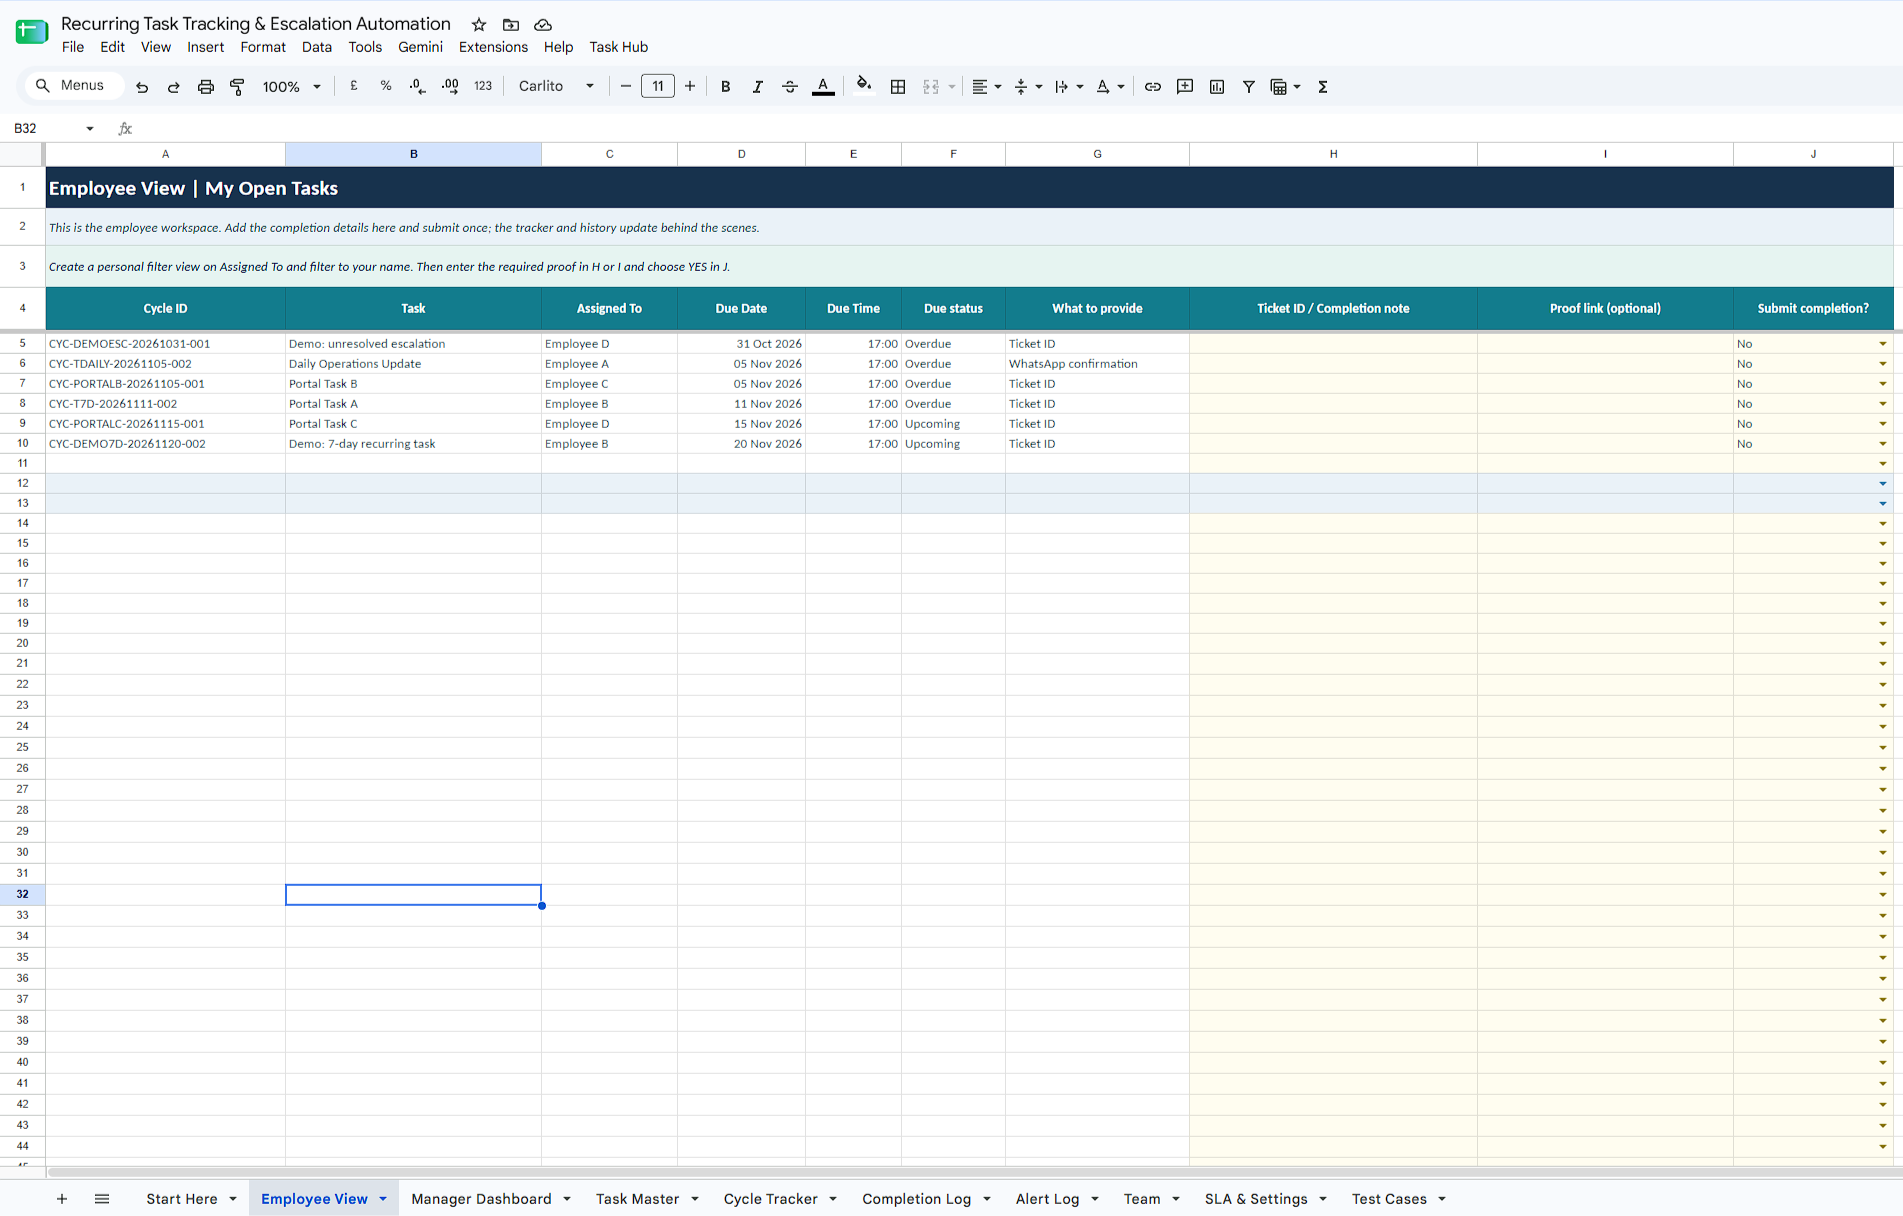 Recurring Task Tracking & Escalation Automation
File Edit View Insert Format Data Tools Gemini Extensions Help Task Hub
Menus 100% £ % .0 .00 123 Carlito − 11 + B I S A Σ
B32 fx
A B C D E F G H I J
1 Employee View | My Open Tasks
2 This is the employee workspace. Add the completion details here and submit once; the tracker and history update behind the scenes.
3 Create a personal filter view on Assigned To and filter to your name. Then enter the required proof in H or I and choose YES in J.
4 Cycle ID Task Assigned To Due Date Due Time Due status What to provide Ticket ID / Completion note Proof link (optional) Submit completion?
5 CYC-DEMOESC-20261031-001 Demo: unresolved escalation Employee D 31 Oct 2026 17:00 Overdue Ticket ID No
6 CYC-TDAILY-20261105-002 Daily Operations Update Employee A 05 Nov 2026 17:00 Overdue WhatsApp confirmation No
7 CYC-PORTALB-20261105-001 Portal Task B Employee C 05 Nov 2026 17:00 Overdue Ticket ID No
8 CYC-T7D-20261111-002 Portal Task A Employee B 11 Nov 2026 17:00 Overdue Ticket ID No
9 CYC-PORTALC-20261115-001 Portal Task C Employee D 15 Nov 2026 17:00 Upcoming Ticket ID No
10 CYC-DEMO7D-20261120-002 Demo: 7-day recurring task Employee B 20 Nov 2026 17:00 Upcoming Ticket ID No
11
12
13
14
15
16
17
18
19
20
21
22
23
24
25
26
27
28
29
30
31
32
33
34
35
36
37
38
39
40
41
42
43
44
+ Start Here Employee View Manager Dashboard Task Master Cycle Tracker Completion Log Alert Log Team SLA & Settings Test Cases